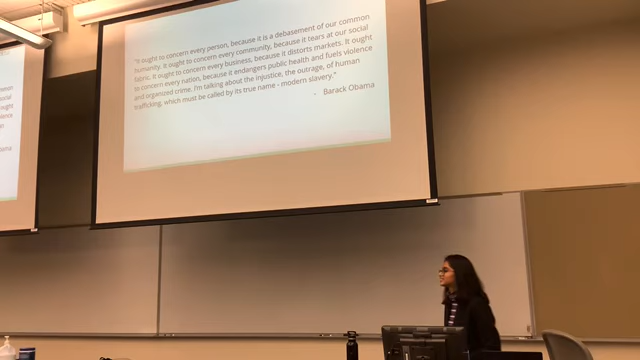 "It ought to concern every person, because it is a debasement of our common
humanity. It ought to concern every community, because it tears at our social
fabric. It ought to concern every business, because it distorts markets. It ought
to concern every nation, because it endangers public health and fuels violence
and organized crime. I'm talking about the injustice, the outrage, of human
trafficking, which must be called by its true name - modern slavery."
- Barack Obama